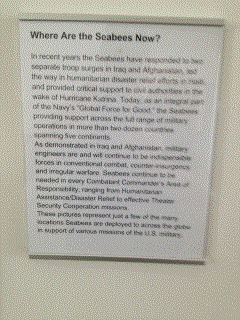 Where Are the Seabees Now?
In recent years the Seabees have responded to two
separate troop surges in Iraq and Afghanistan, led
the way in humanitarian disaster relief efforts in Haiti,
and provided critical support to civil authorities in the
wake of Hurricane Katrina. Today, as an integral part
of the Navy's "Global Force for Good," the Seabees
providing support across the full range of military
operations in more than two dozen countries
spanning five continents.
As demonstrated in Iraq and Afghanistan, military
engineers are and will continue to be indispensable
forces in conventional combat, counter-insurgency
and irregular warfare. Seabees continue to be
needed in every Combatant Commander's Area of
Responsibility, ranging from Humanitarian
Assistance/Disaster Relief to effective Theater
Security Cooperation missions.
These pictures represent just a few of the many
locations Seabees are deployed to across the globe
in support of various missions of the U.S. military.